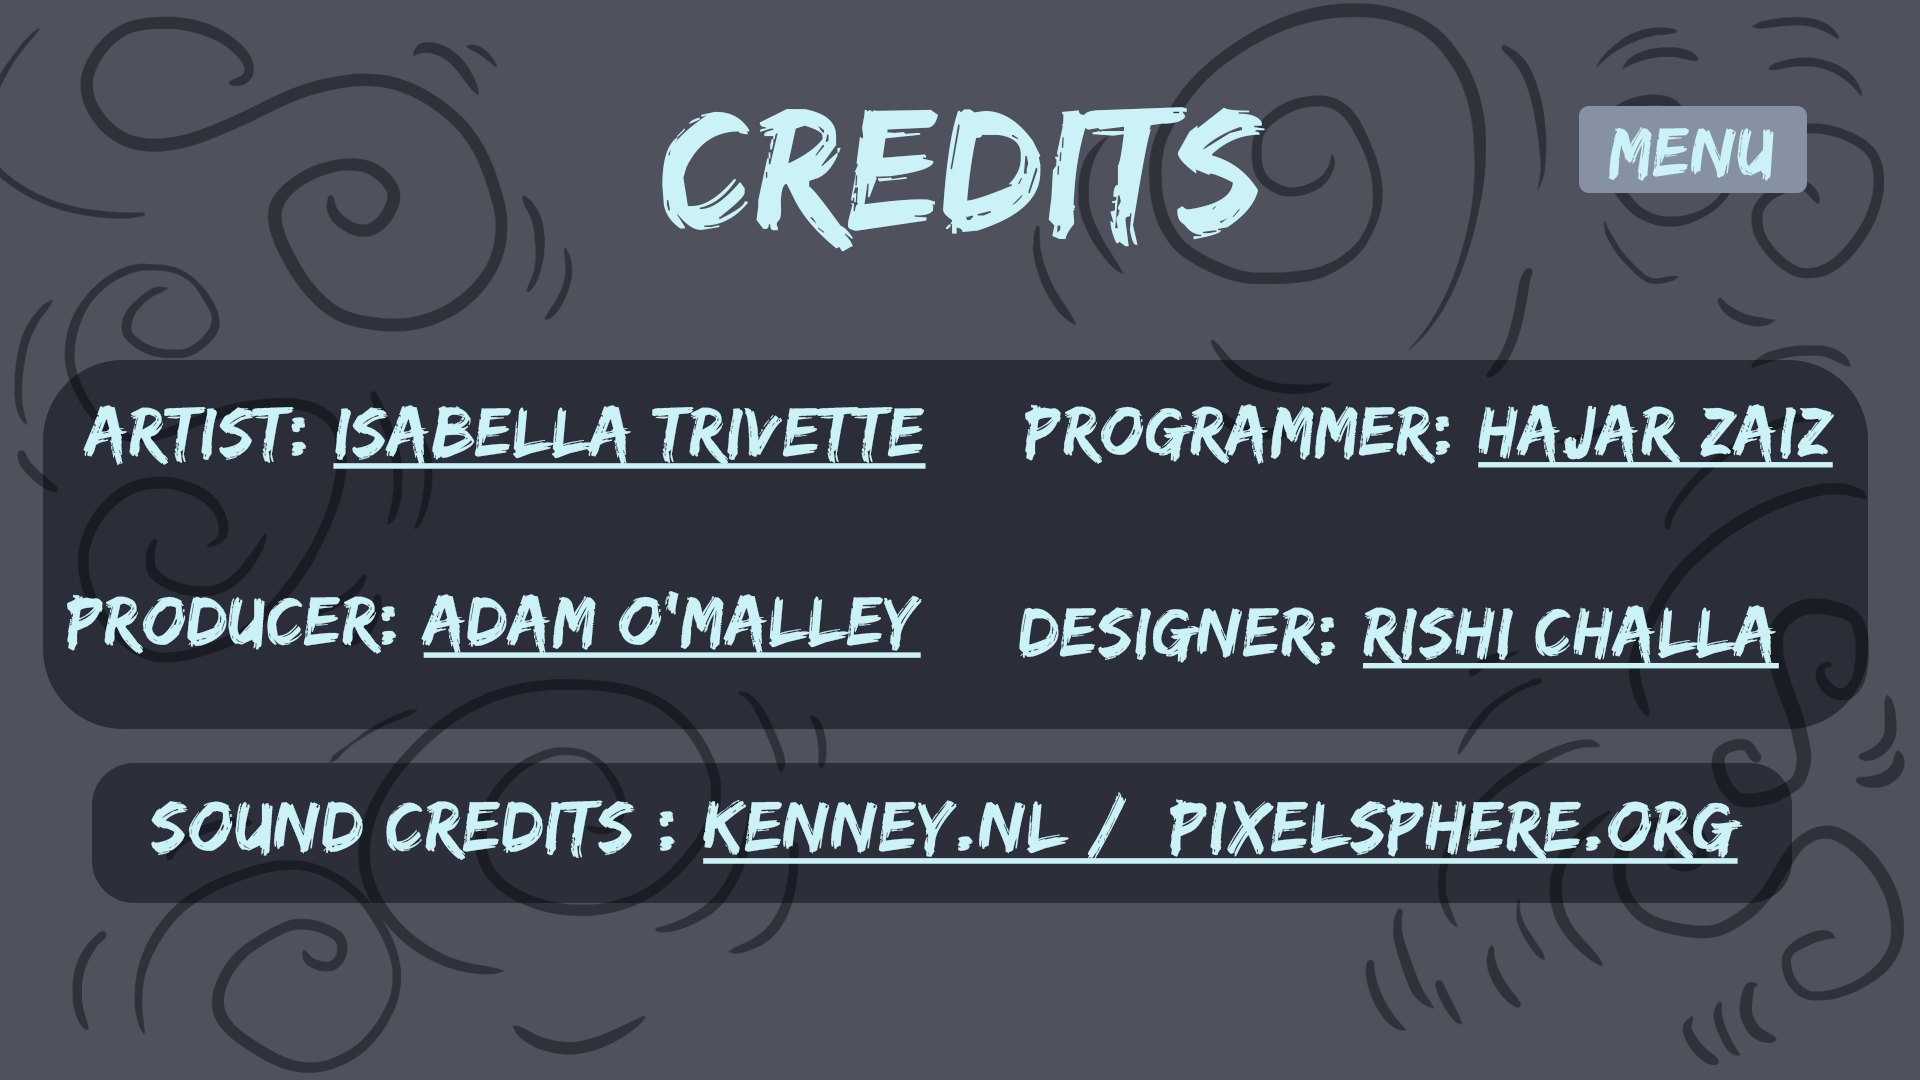 CREDITS
MENU
ARTIST: ISABELLA TRIVETTE
PROGRAMMER: HAJAR ZAIZ
PRODUCER: ADAM O'MALLEY
DESIGNER: RISHI CHALLA
SOUND CREDITS : KENNEY.NL / PIXELSPHERE.ORG